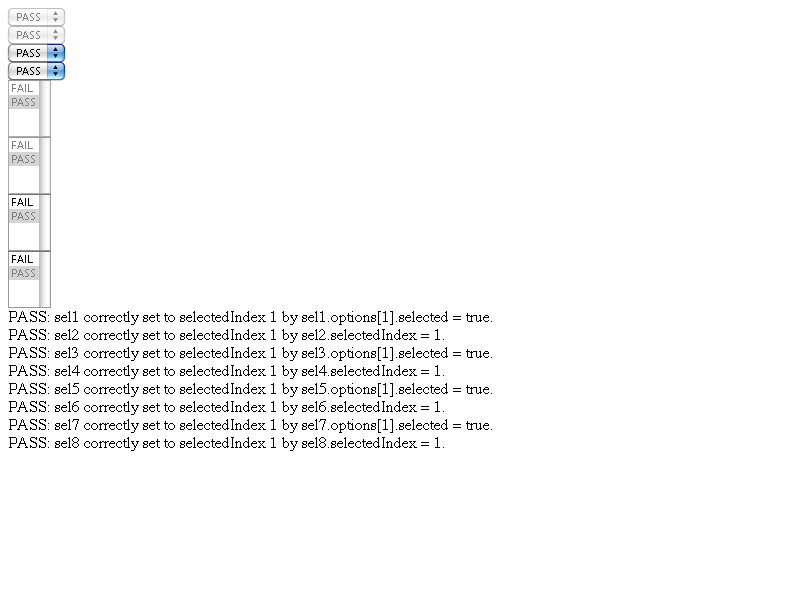 PASS
PASS
PASS
PASS
FAIL
PASS
FAIL
PASS
FAIL
PASS
FAIL
PASS
PASS: sel1 correctly set to selectedIndex 1 by sel1.options[1].selected = true.
PASS: sel2 correctly set to selectedIndex 1 by sel2.selectedIndex = 1.
PASS: sel3 correctly set to selectedIndex 1 by sel3.options[1].selected = true.
PASS: sel4 correctly set to selectedIndex 1 by sel4.selectedIndex = 1.
PASS: sel5 correctly set to selectedIndex 1 by sel5.options[1].selected = true.
PASS: sel6 correctly set to selectedIndex 1 by sel6.selectedIndex = 1.
PASS: sel7 correctly set to selectedIndex 1 by sel7.options[1].selected = true.
PASS: sel8 correctly set to selectedIndex 1 by sel8.selectedIndex = 1.